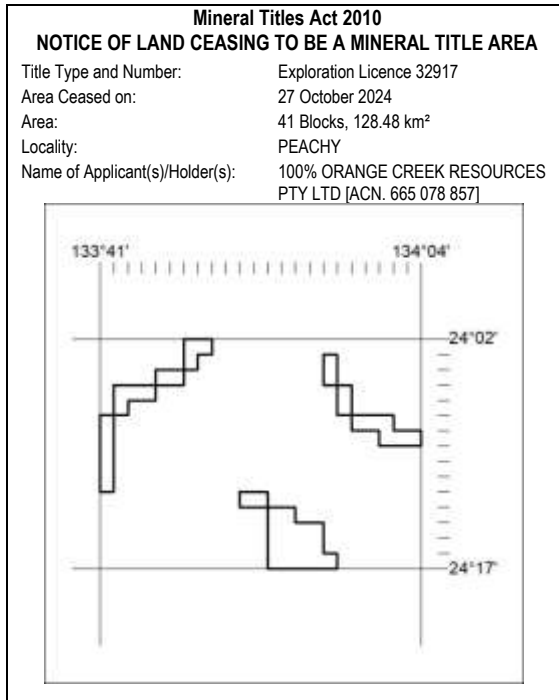 Mineral Titles Act 2010
NOTICE OF LAND CEASING TO BE A MINERAL TITLE AREA
Title Type and Number: Exploration Licence 32917
Area Ceased on: 27 October 2024
Area: 41 Blocks, 128.48 km²
Locality: PEACHY
Name of Applicant(s)/Holder(s): 100% ORANGE CREEK RESOURCES
PTY LTD [ACN. 665 078 857]
133°41' 134°04'
24°02'
24°17'